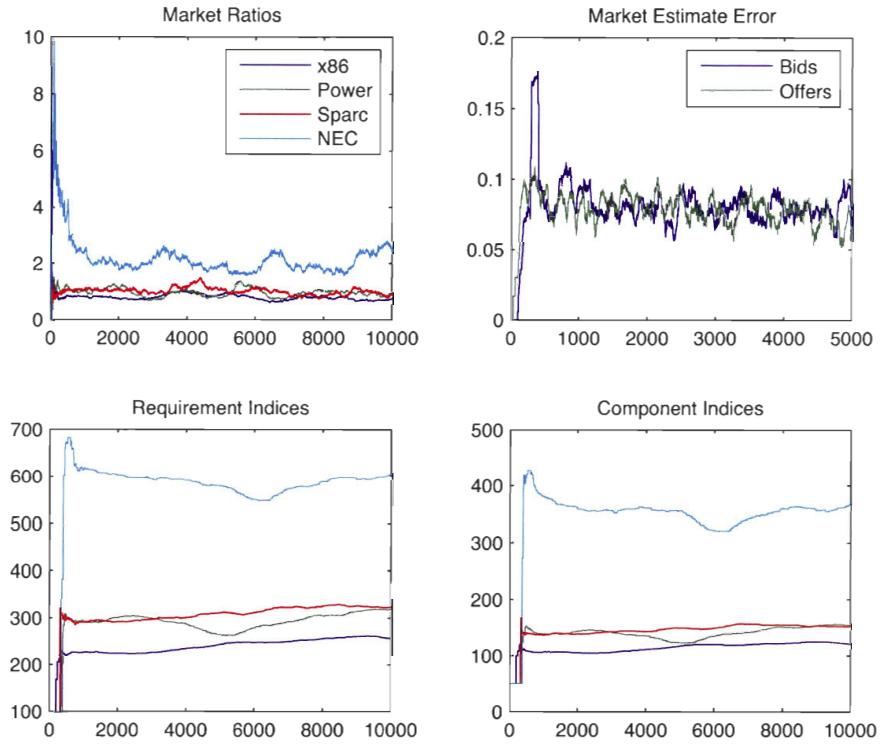 Market Ratios
10
8
6
4
2
0
x86
Power
Sparc
NEC
0 2000 4000 6000 8000 10000
Market Estimate Error
0.2
0.15
0.1
0.05
0
Bids
Offers
0 1000 2000 3000 4000 5000
Requirement Indices
700
600
500
400
300
200
100
0 2000 4000 6000 8000 10000
Component Indices
500
400
300
200
100
0
0 2000 4000 6000 8000 10000